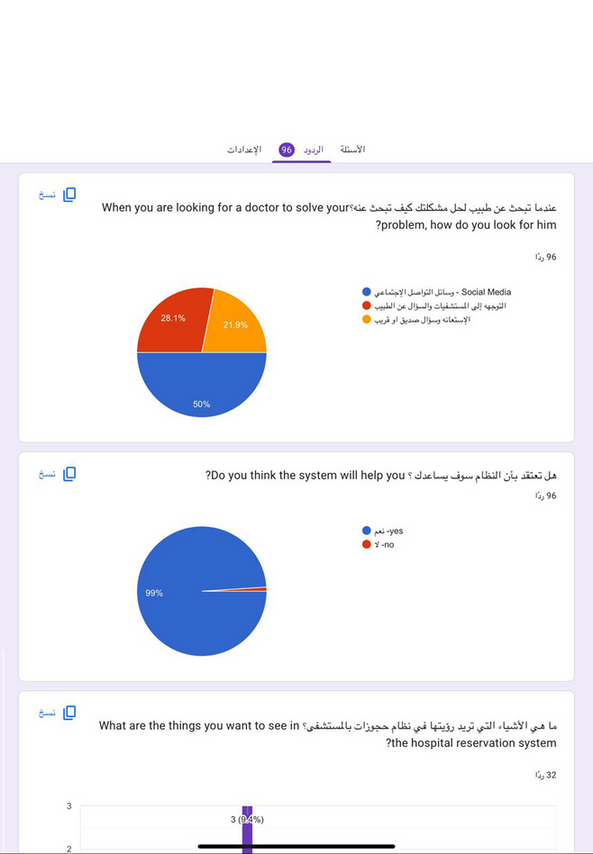 الأسئلة الردود 96 الإعدادات
نسخ
عندما تبحث عن طبيب لحل مشكلتك كيف تبحث عنه؟When you are looking for a doctor to solve your
problem, how do you look for him?
96 ردًا
Social Media - وسائل التواصل الإجتماعي
التوجهه إلى المستشفيات والسؤال عن الطبيب
الإستعانه وسؤال صديق او قريب
28.1%
21.9%
50%
نسخ
هل تعتقد بأن النظام سوف يساعدك ؟ Do you think the system will help you?
96 ردًا
نعم -yes
لا -no
99%
نسخ
ما هي الأشياء التي تريد رؤيتها في نظام حجوزات بالمستشفى؟ What are the things you want to see in
the hospital reservation system?
32 ردًا
3
3 (9.4%)
2